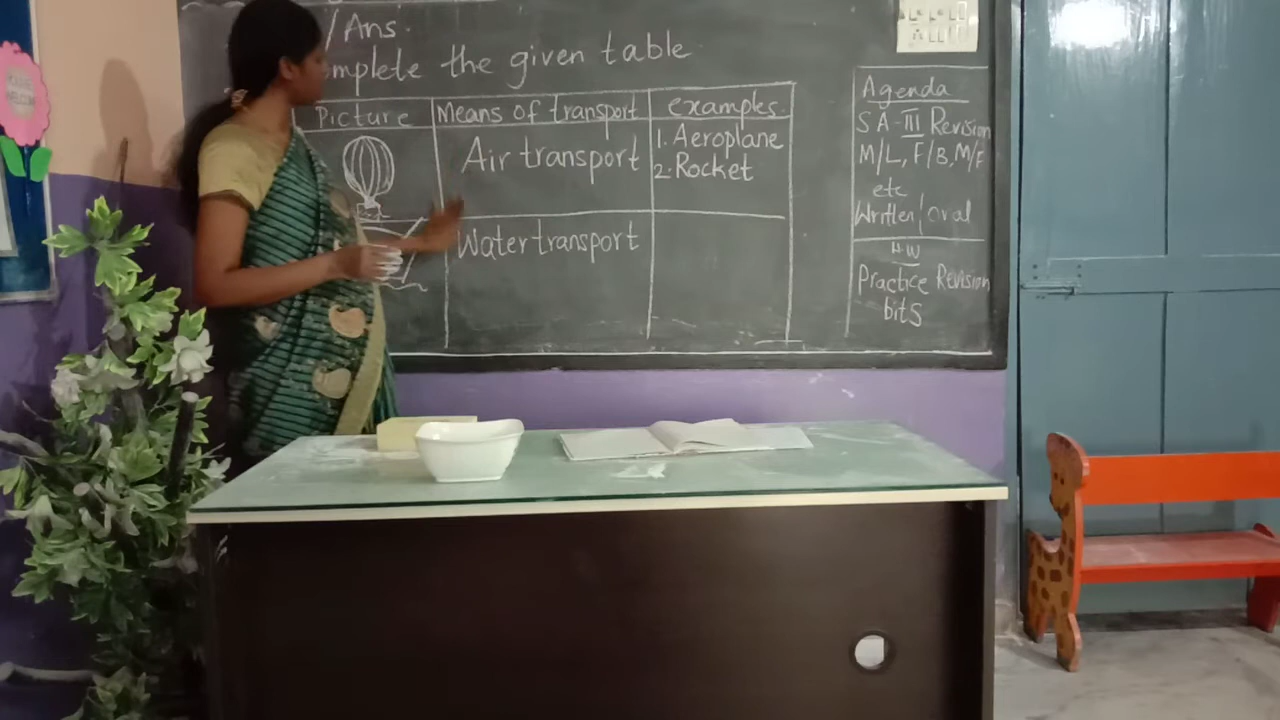 /Ans.
mplete the given table
Picture Means of transport examples
Air transport 1. Aeroplane
2. Rocket
Water transport
Agenda
SA-III Revision
M/L, F/B, M/F
etc
Written/oral
H.W
Practice Revision
bits